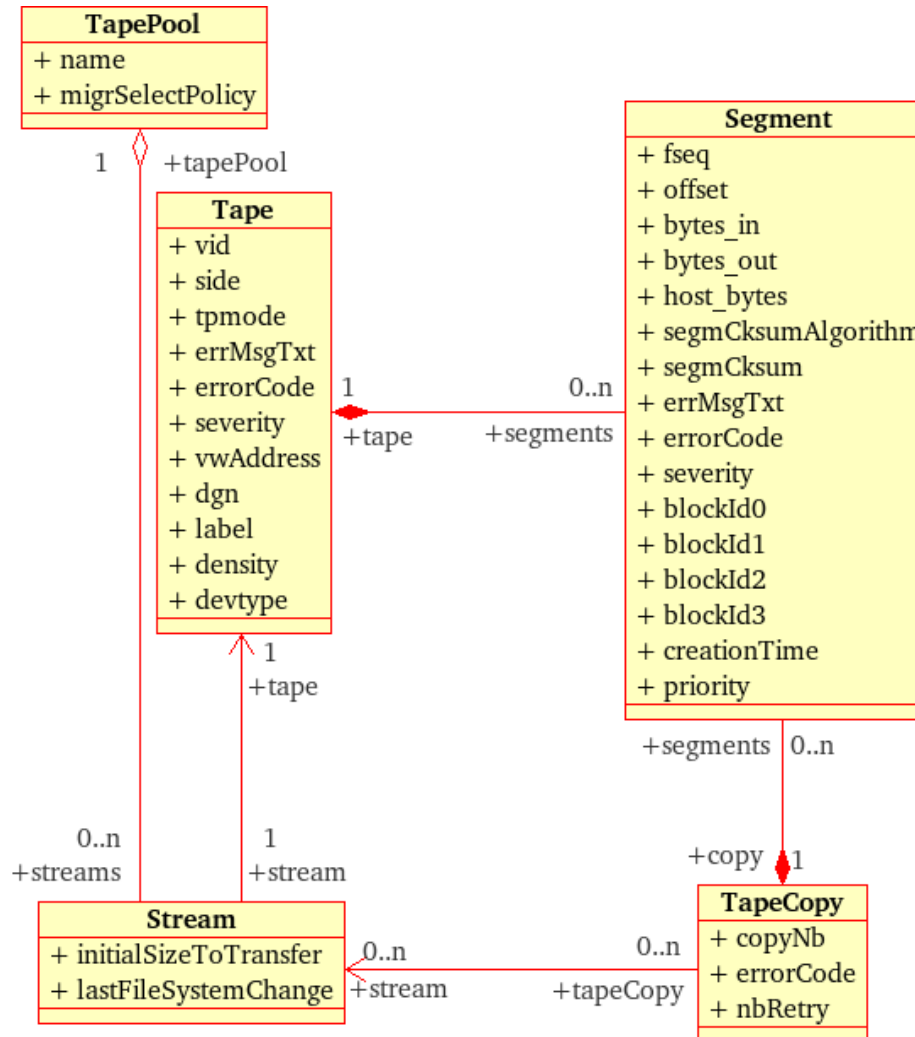 TapePool
+ name
+ migrSelectPolicy
1
+tapePool
Tape
+ vid
+ side
+ tpmode
+ errMsgTxt
+ errorCode
+ severity
+ vwAddress
+ dgn
+ label
+ density
+ devtype
1
+tape
0..n
+segments
Segment
+ fseq
+ offset
+ bytes_in
+ bytes_out
+ host_bytes
+ segmCksumAlgorithm
+ segmCksum
+ errMsgTxt
+ errorCode
+ severity
+ blockId0
+ blockId1
+ blockId2
+ blockId3
+ creationTime
+ priority
1
+tape
+segments
0..n
0..n
+streams
1
+stream
+copy
1
Stream
+ initialSizeToTransfer
+ lastFileSystemChange
0..n
+stream
0..n
+tapeCopy
TapeCopy
+ copyNb
+ errorCode
+ nbRetry